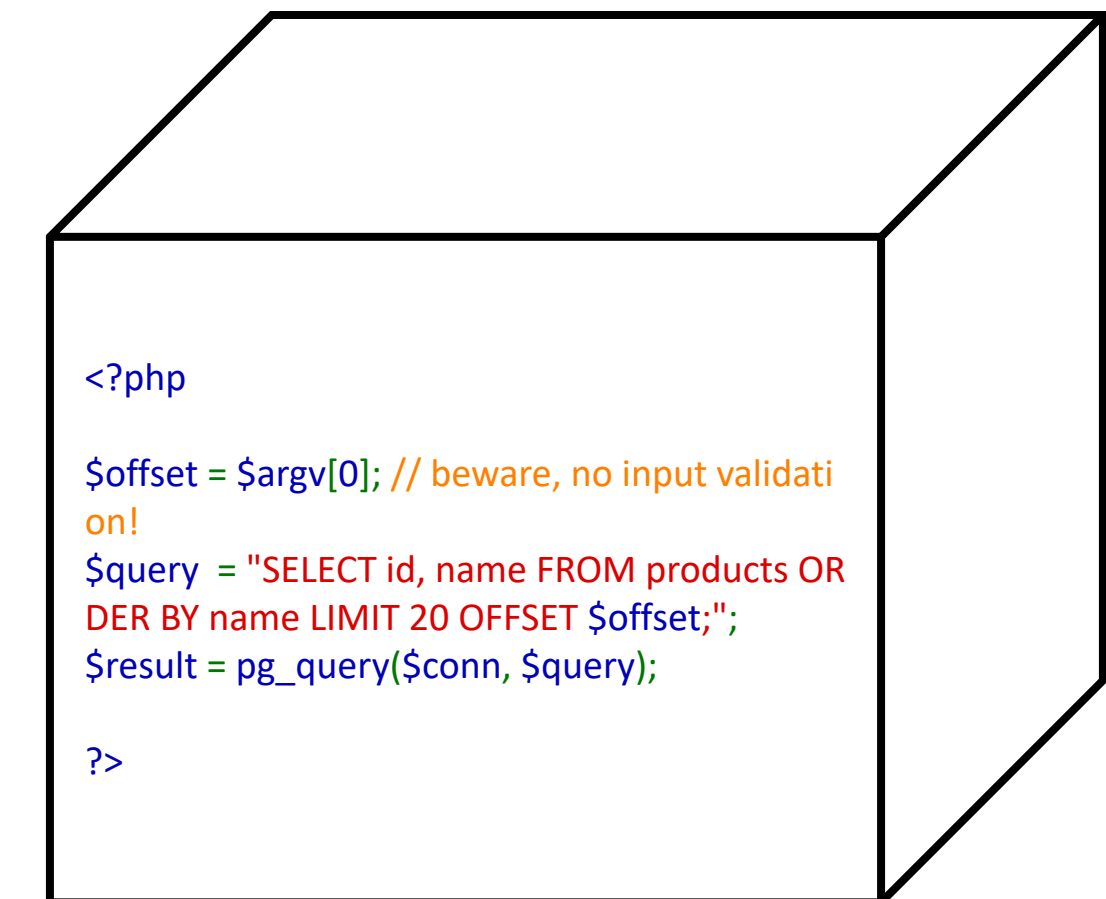 <?php
$offset = $argv[0]; // beware, no input validati
on!
$query  = "SELECT id, name FROM products OR
DER BY name LIMIT 20 OFFSET $offset;";
$result = pg_query($conn, $query);
?>